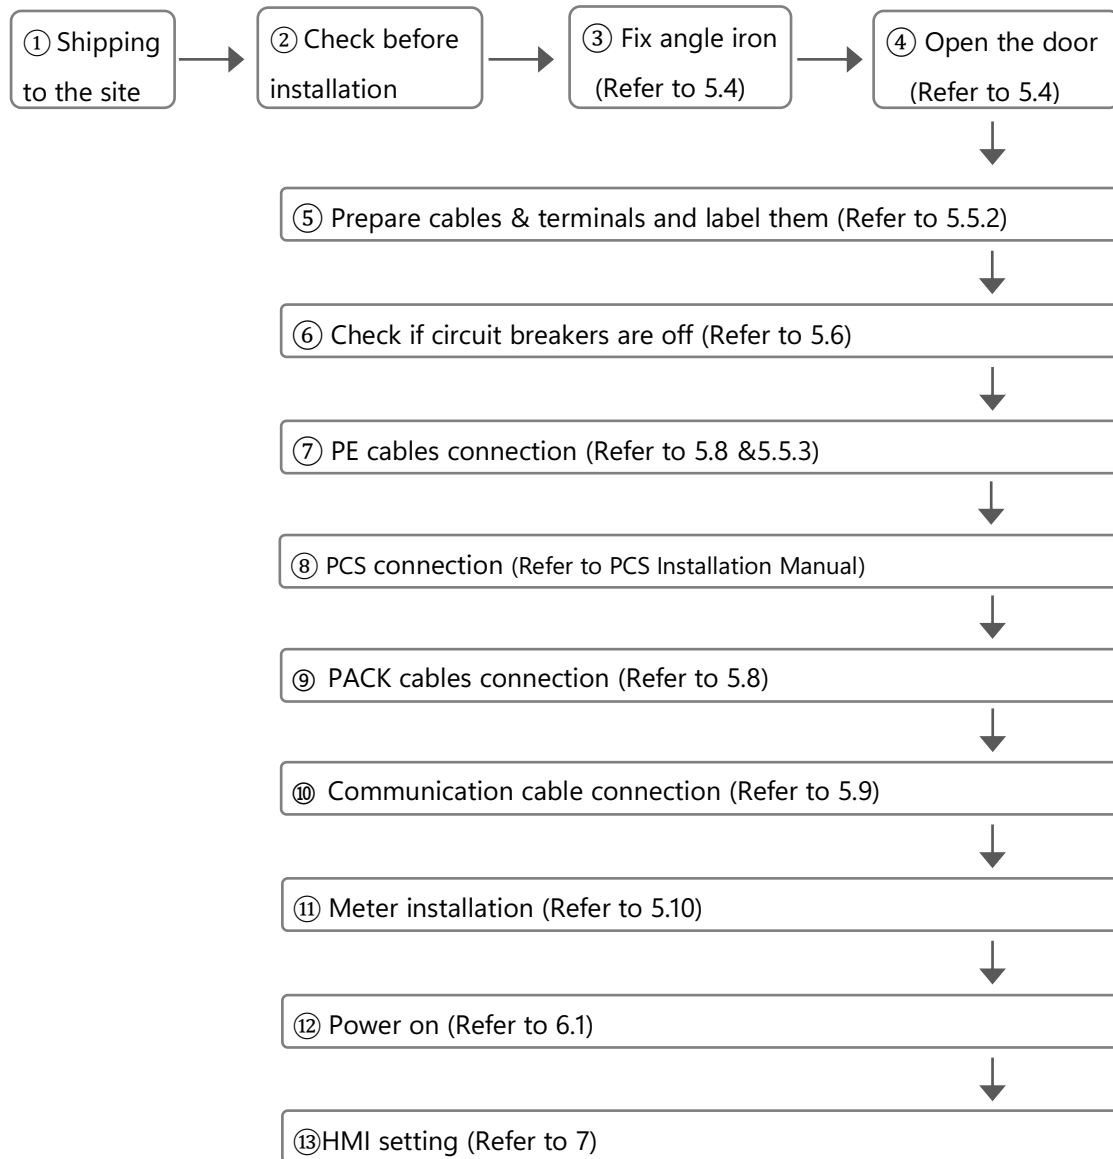 ① Shipping
to the site
② Check before
installation
③ Fix angle iron
(Refer to 5.4)
④ Open the door
(Refer to 5.4)
⑤ Prepare cables & terminals and label them (Refer to 5.5.2)
⑥ Check if circuit breakers are off (Refer to 5.6)
⑦ PE cables connection (Refer to 5.8 &5.5.3)
⑧ PCS connection (Refer to PCS Installation Manual)
⑨ PACK cables connection (Refer to 5.8)
⑩ Communication cable connection (Refer to 5.9)
⑪ Meter installation (Refer to 5.10)
⑫ Power on (Refer to 6.1)
⑬HMI setting (Refer to 7)